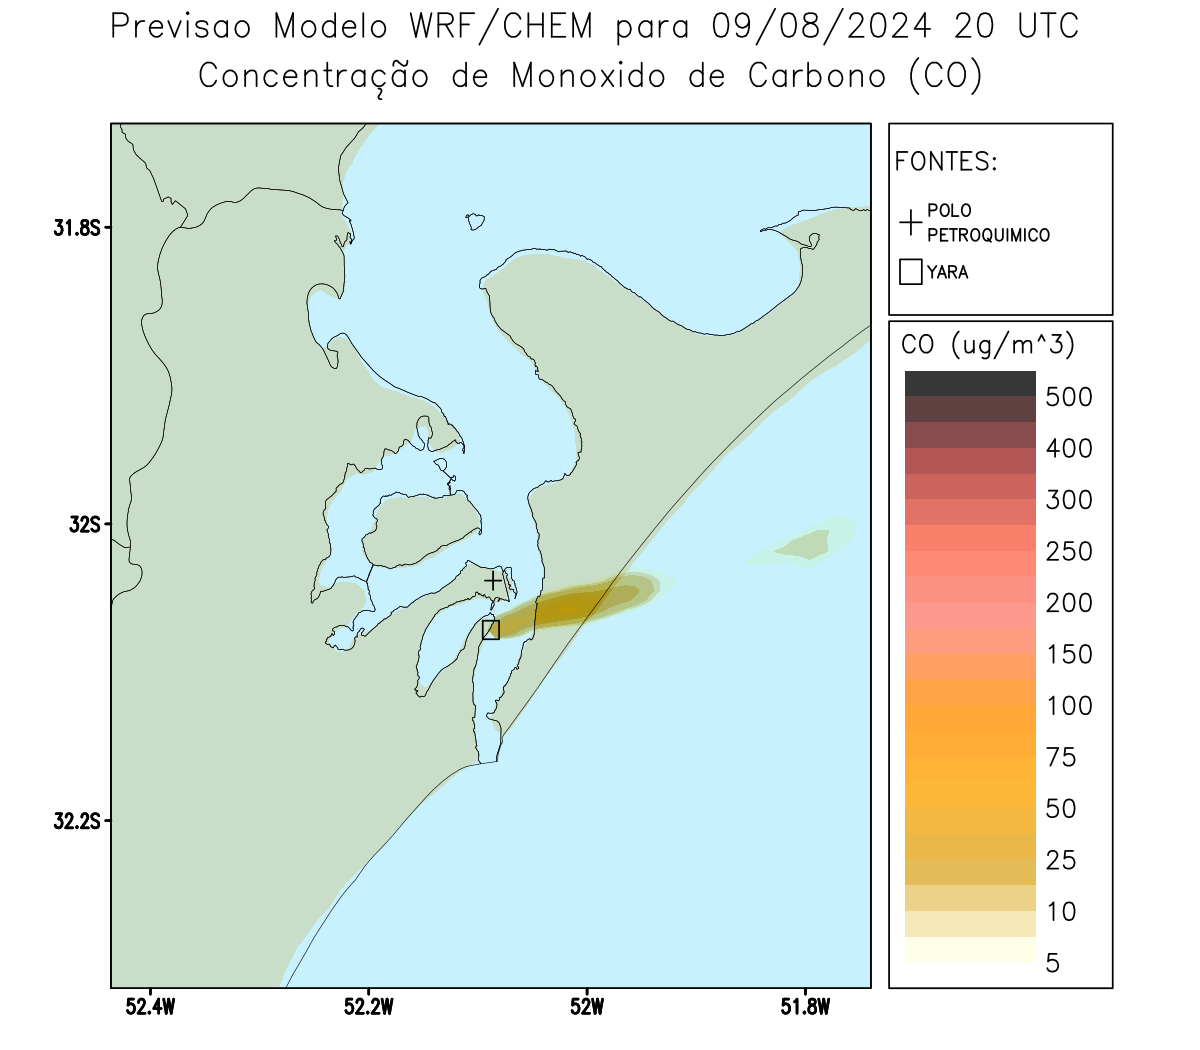 Previsao Modelo WRF/CHEM para 09/08/2024 20 UTC
Concentração de Monoxido de Carbono (CO)
FONTES:
POLO
PETROQUIMICO
YARA
CO (ug/m^3)
500
400
300
250
200
150
100
75
50
25
10
5
31.8S
32S
32.2S
52.4W
52.2W
52W
51.8W